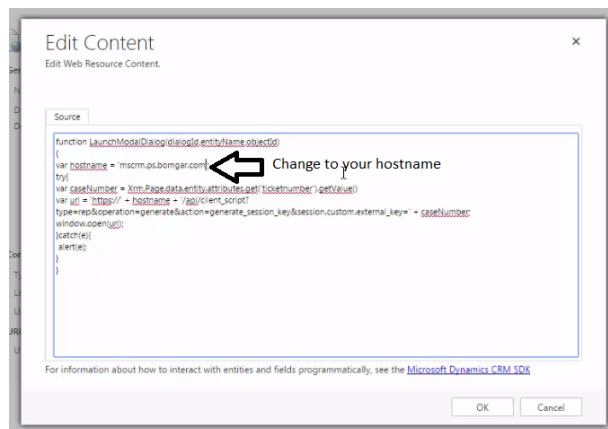 Edit Content
×
Edit Web Resource Content.
Source
function LaunchModalDialog(dialogId,entityName,objectId)
{
var hostname = 'mscrm.ps.bomgar.com';
Change to your hostname
try{
var caseNumber = Xrm.Page.data.entity.attributes.get('ticketnumber').getValue()
var url = 'https://' + hostname + '/api/client_script?
type=rep&operation=generate&action=generate_session_key&session.custom.external_key=' + caseNumber;
window.open(url);
}catch(e){
alert(e);
}
}
For information about how to interact with entities and fields programmatically, see the Microsoft Dynamics CRM SDK
OK
Cancel